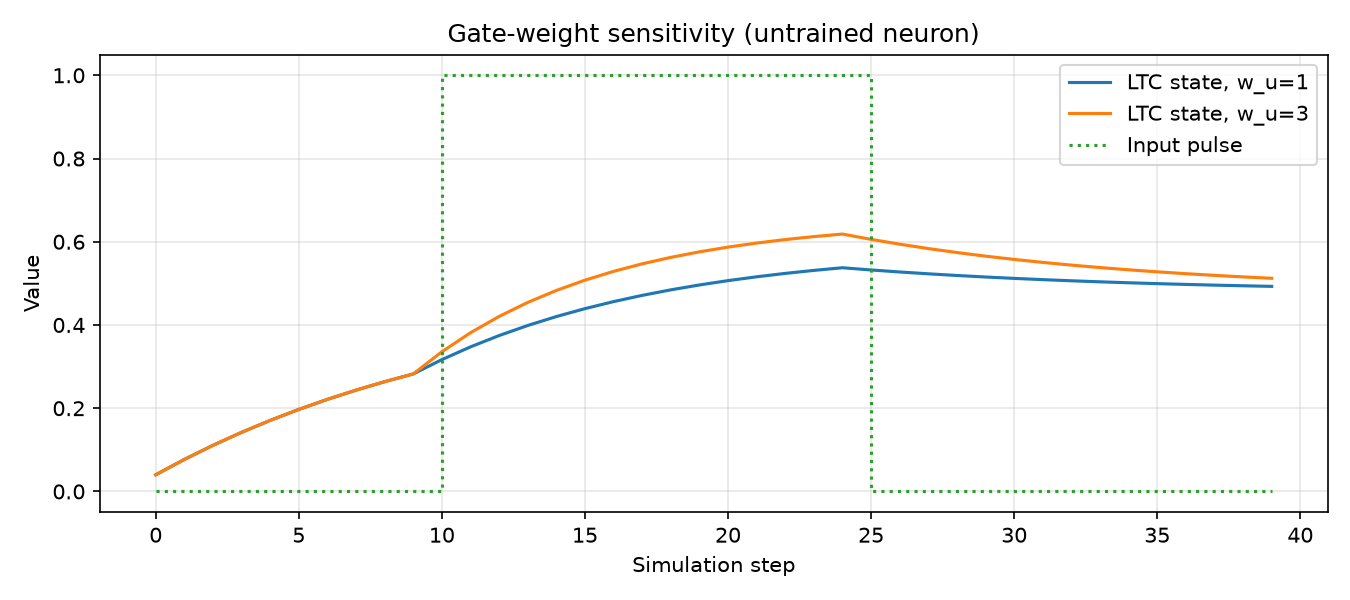 Gate-weight sensitivity (untrained neuron)
LTC state, w_u=1
LTC state, w_u=3
Input pulse
Value
1.0
0.8
0.6
0.4
0.2
0.0
0 5 10 15 20 25 30 35 40
Simulation step